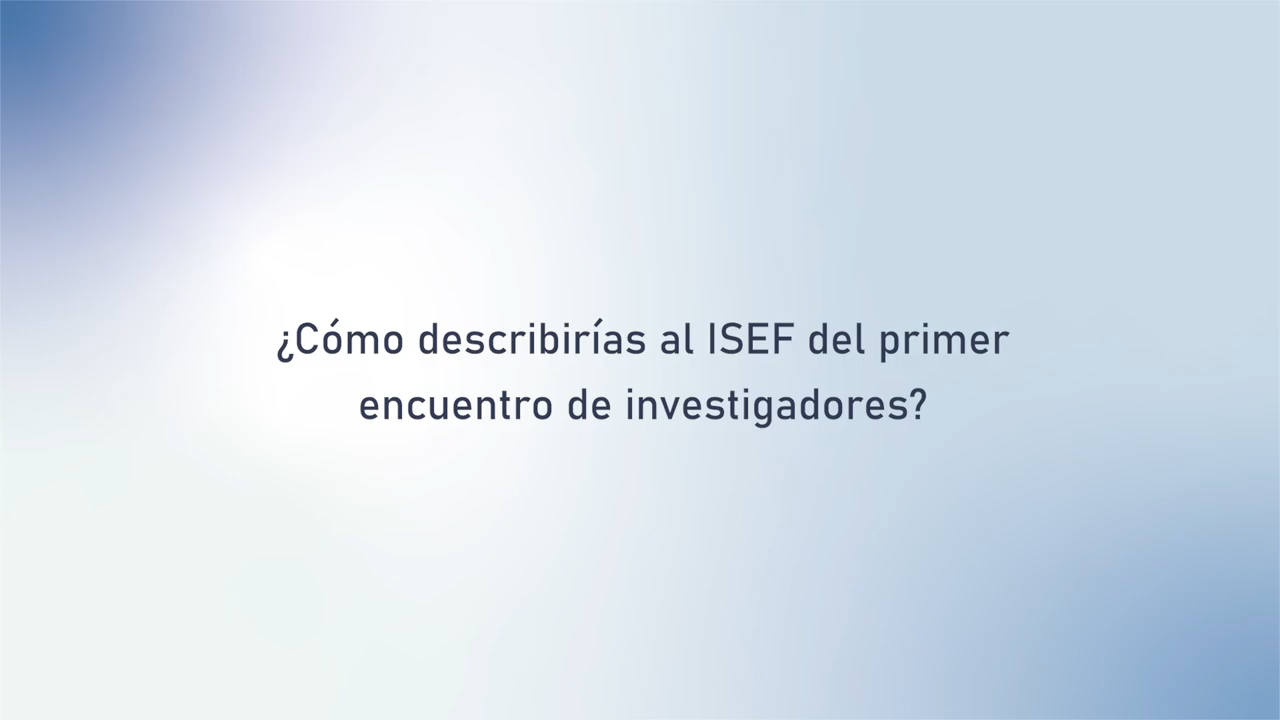 ¿Cómo describirías al ISEF del primer
encuentro de investigadores?